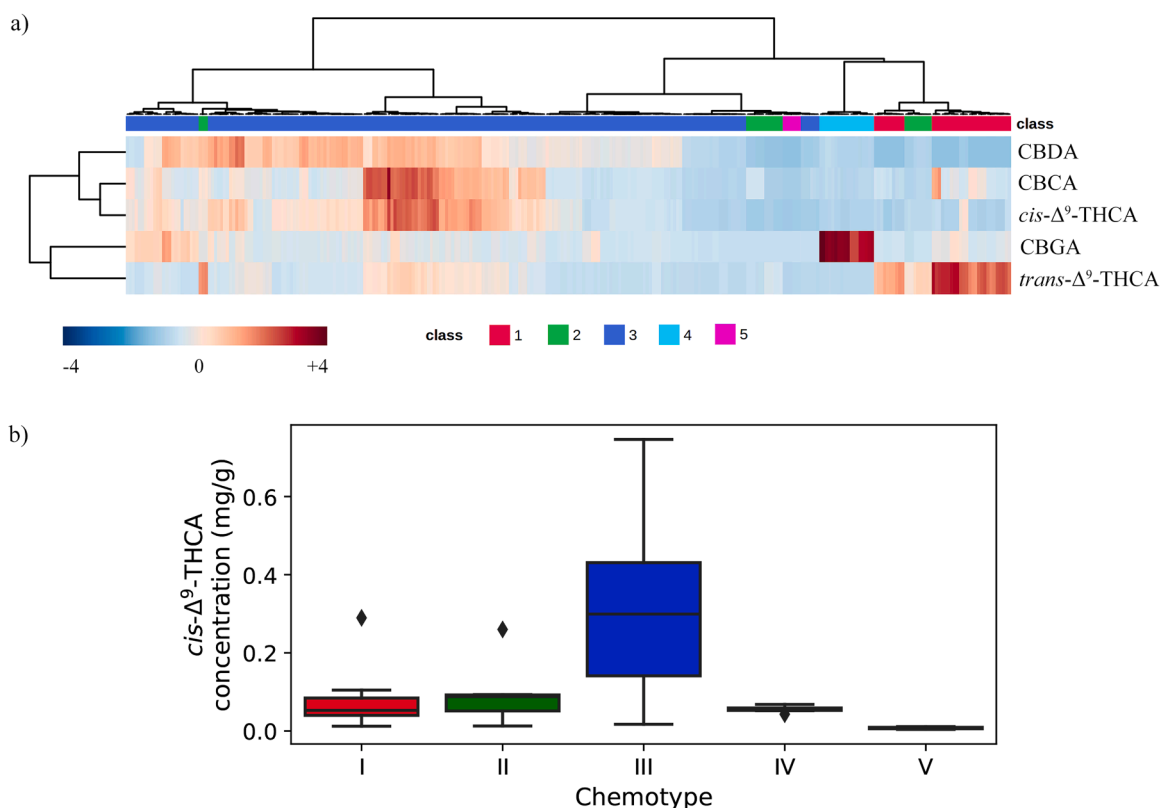 a)
class
CBDA
CBCA
cis-Δ⁹-THCA
CBGA
trans-Δ⁹-THCA
class 1 2 3 4 5
-4 0 +4
b)
cis-Δ⁹-THCA
concentration (mg/g)
0.6
0.4
0.2
0.0
I II III IV V
Chemotype